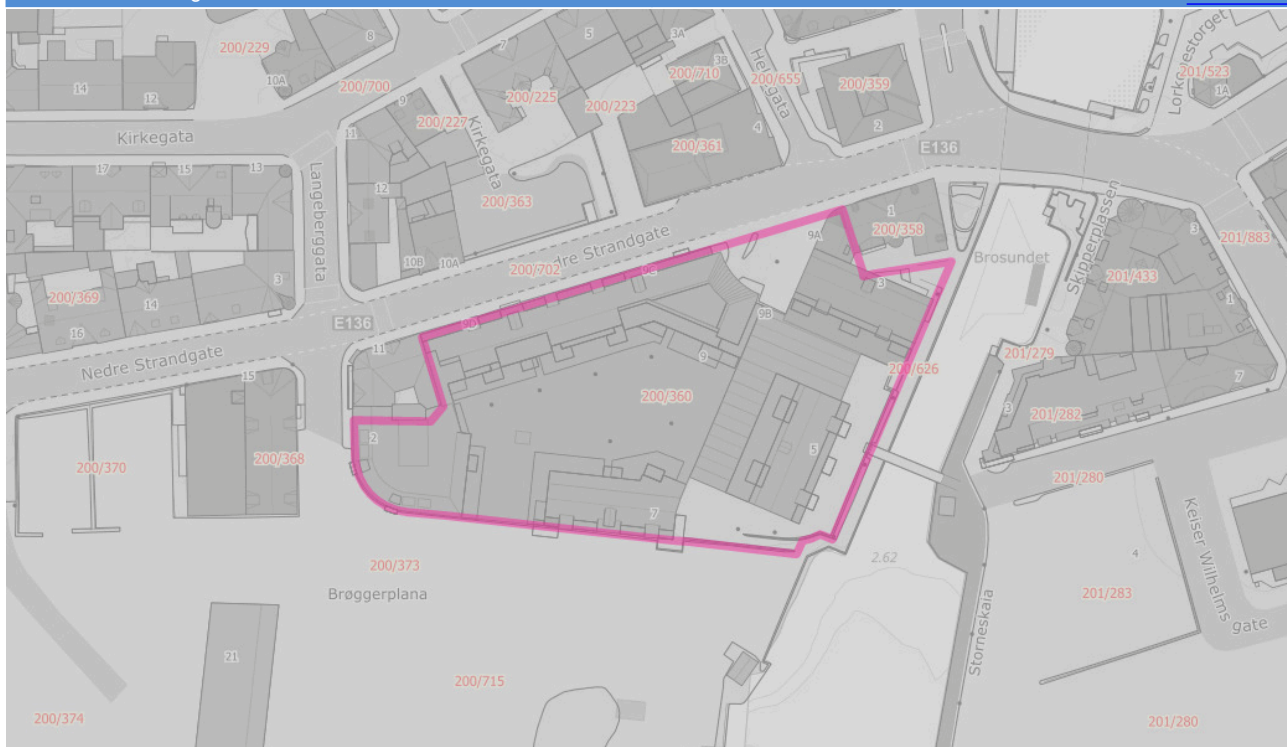 200/229
8
7
5
3A
3B
Lorkenestorget
14
12
10A
200/700
9
200/225
200/710
Hellegata
200/655
200/359
201/523
1A
Kirkegata
11
200/227
Kirkegata
200/223
4
2
200/361
E136
17
15
13
Langeberggata
12
200/363
Skipperplassen
200/369
14
3
10B
10A
200/702
Nedre Strandgate
9A
1
200/358
Brosundet
3
201/883
201/433
16
E136
9C
9D
9B
3
1
Nedre Strandgate
11
9
200/626
201/279
15
200/360
7
3
201/282
2
5
200/370
200/368
201/280
7
Keiser Wilhelms gate
200/373
2.62
4
Brøggerplana
201/283
21
Storneskaia
200/715
200/374
201/280